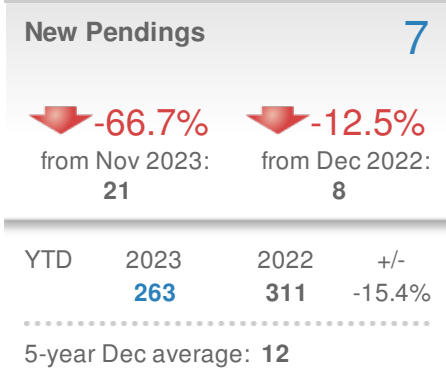 New Pendings 7
-66.7% -12.5%
from Nov 2023: from Dec 2022:
21 8
YTD 2023 2022 +/-
263 311 -15.4%
5-year Dec average: 12